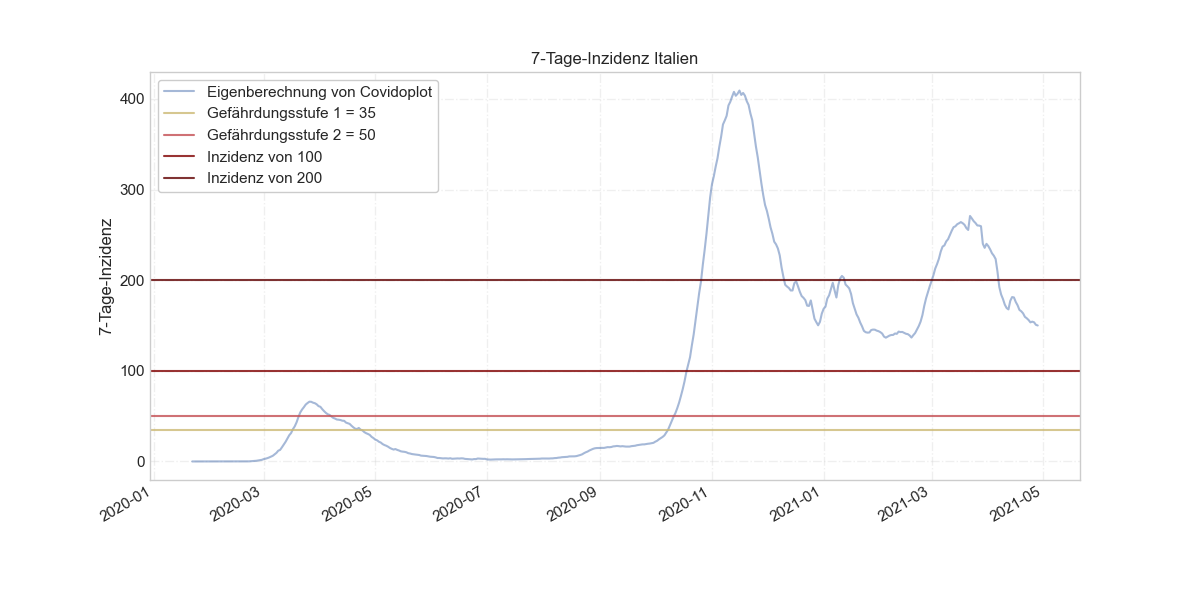 7-Tage-Inzidenz Italien
Eigenberechnung von Covidoplot
Gefährdungsstufe 1 = 35
Gefährdungsstufe 2 = 50
Inzidenz von 100
Inzidenz von 200
7-Tage-Inzidenz
400
300
200
100
0
2020-01
2020-03
2020-05
2020-07
2020-09
2020-11
2021-01
2021-03
2021-05